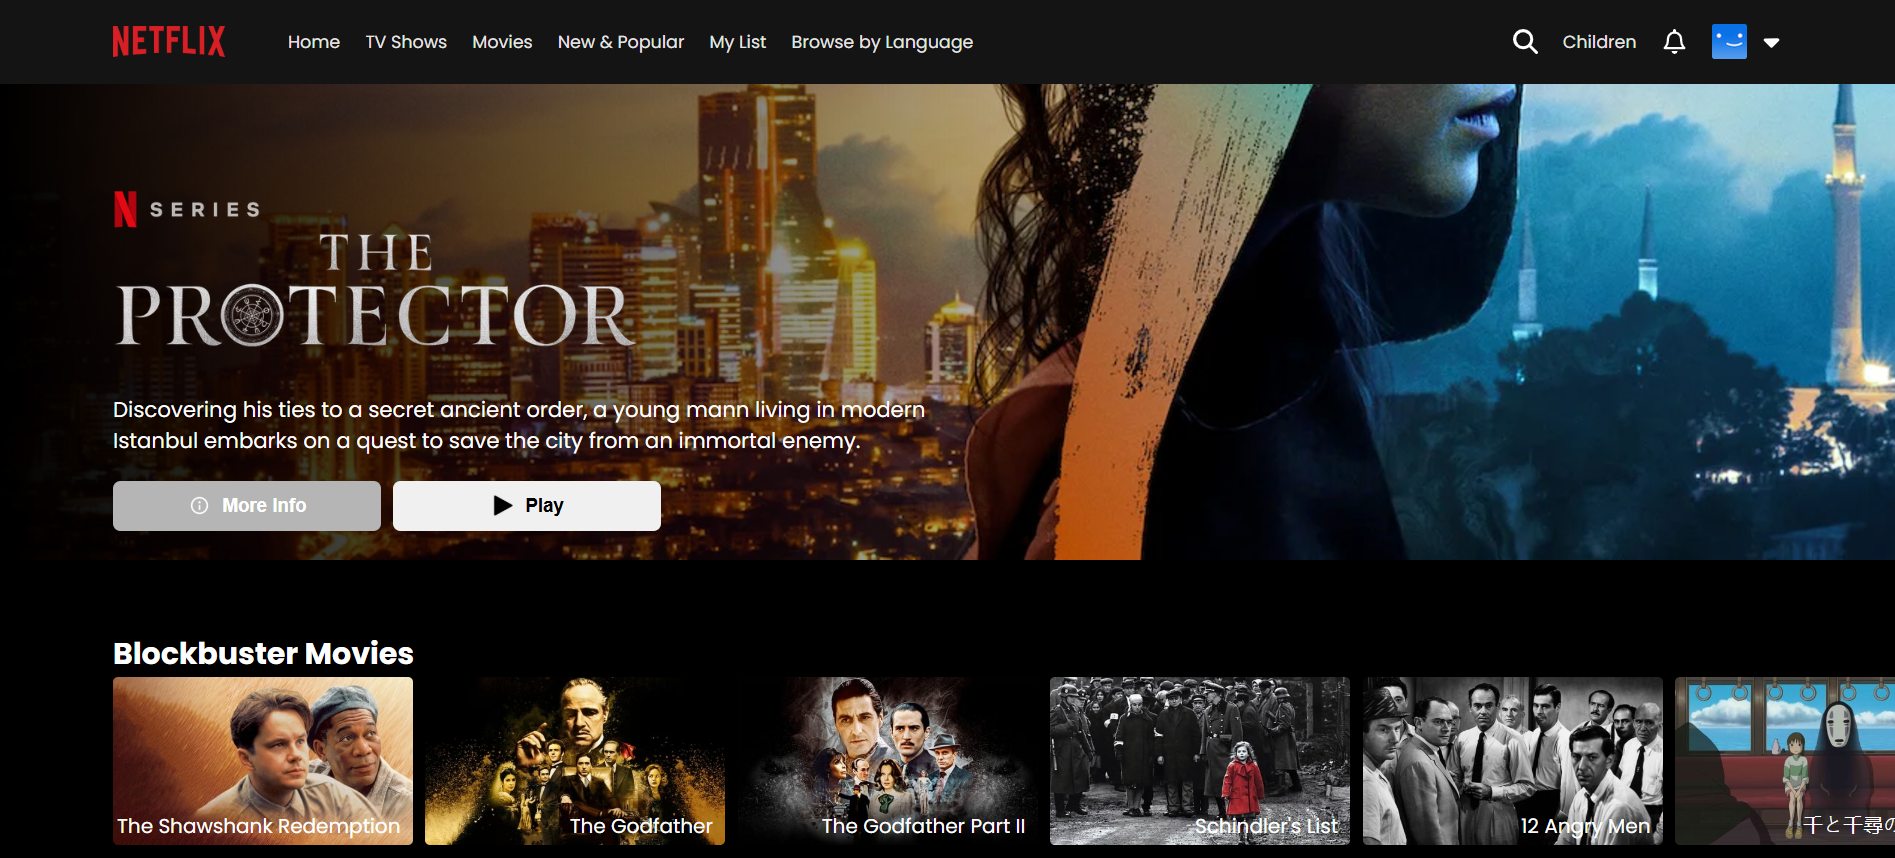 NETFLIX
Home
TV Shows
Movies
New & Popular
My List
Browse by Language
Children
N SERIES
THE
PROTECTOR
Discovering his ties to a secret ancient order, a young mann living in modern
Istanbul embarks on a quest to save the city from an immortal enemy.
More Info
Play
Blockbuster Movies
The Shawshank Redemption
The Godfather
The Godfather Part II
Schindler's List
12 Angry Men
千と千尋の